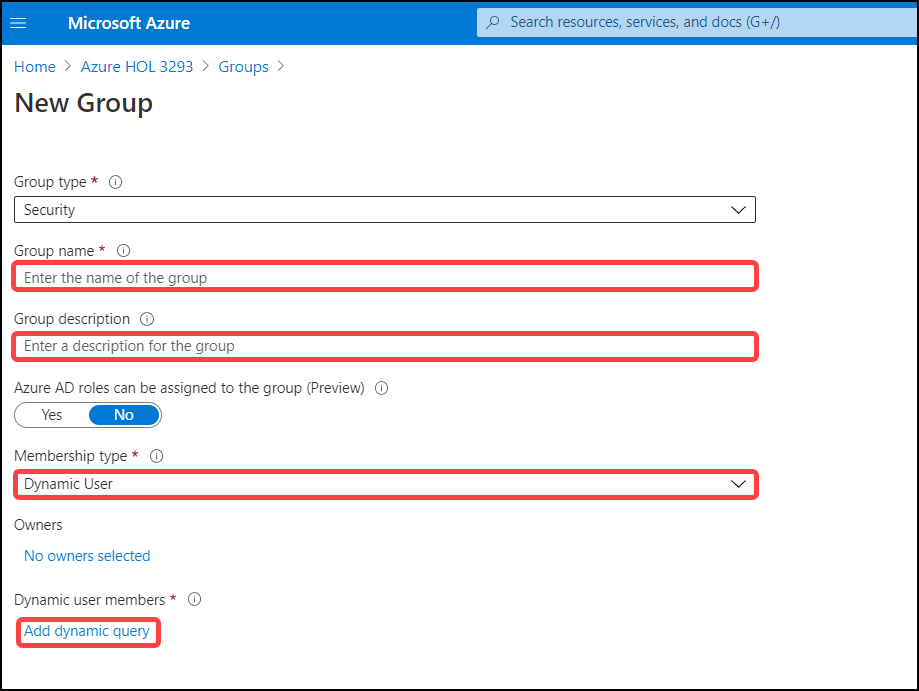 Microsoft Azure
Search resources, services, and docs (G+/)
Home > Azure HOL 3293 > Groups >
New Group
Group type *
Security
Group name *
Enter the name of the group
Group description
Enter a description for the group
Azure AD roles can be assigned to the group (Preview)
Yes No
Membership type *
Dynamic User
Owners
No owners selected
Dynamic user members *
Add dynamic query